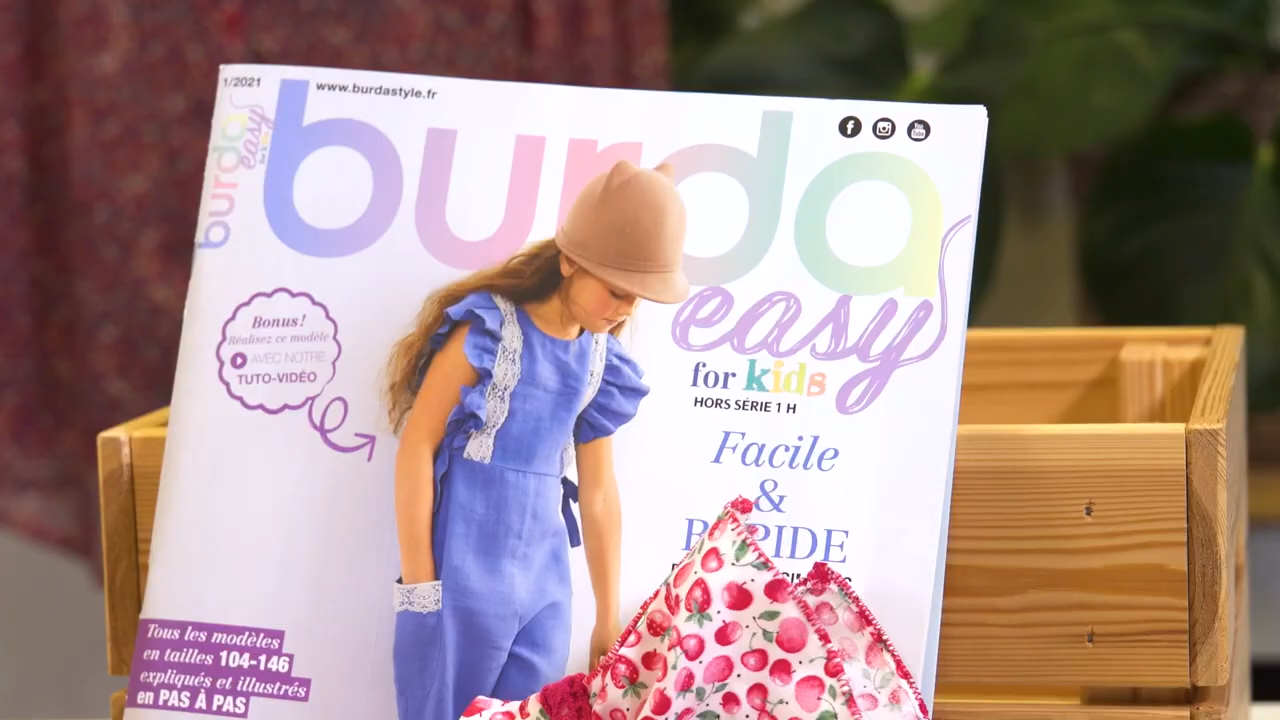 1/2021
www.burdastyle.fr
burda easy
burda
easy
for kids
HORS SÉRIE 1 H
Bonus!
Réalisez ce modèle
AVEC NOTRE
TUTO-VIDÉO
Facile
&
Tous les modèles
en tailles 104-146
expliqués et illustrés
en PAS À PAS